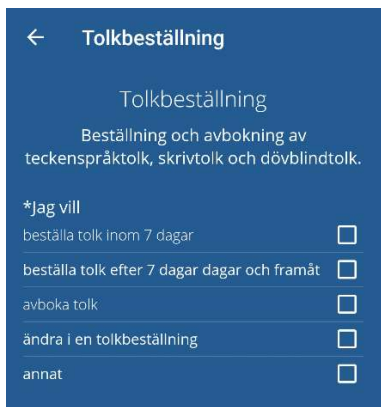 Tolkbeställning
Tolkbeställning
Beställning och avbokning av
teckenspråktolk, skrivtolk och dövblindtolk.
*Jag vill
beställa tolk inom 7 dagar
beställa tolk efter 7 dagar dagar och framåt
avboka tolk
ändra i en tolkbeställning
annat